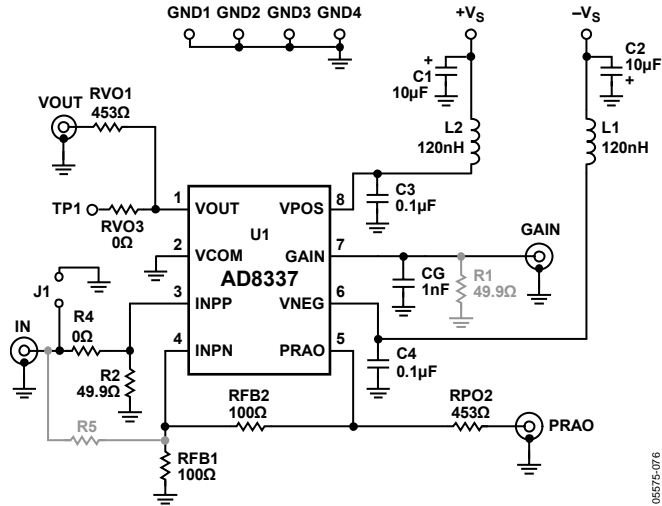 GND1 GND2 GND3 GND4
+VS
–VS
+
C1
10µF
C2
10µF
+
VOUT
RVO1
453Ω
L2
120nH
L1
120nH
TP1
RVO3
0Ω
1
VOUT
VPOS
8
C3
0.1µF
U1
AD8337
2
VCOM
GAIN
7
GAIN
CG
1nF
R1
49.9Ω
J1
3
INPP
VNEG
6
IN
R4
0Ω
4
INPN
PRAO
5
C4
0.1µF
R2
49.9Ω
R5
RFB2
100Ω
RPO2
453Ω
PRAO
RFB1
100Ω
05575-076